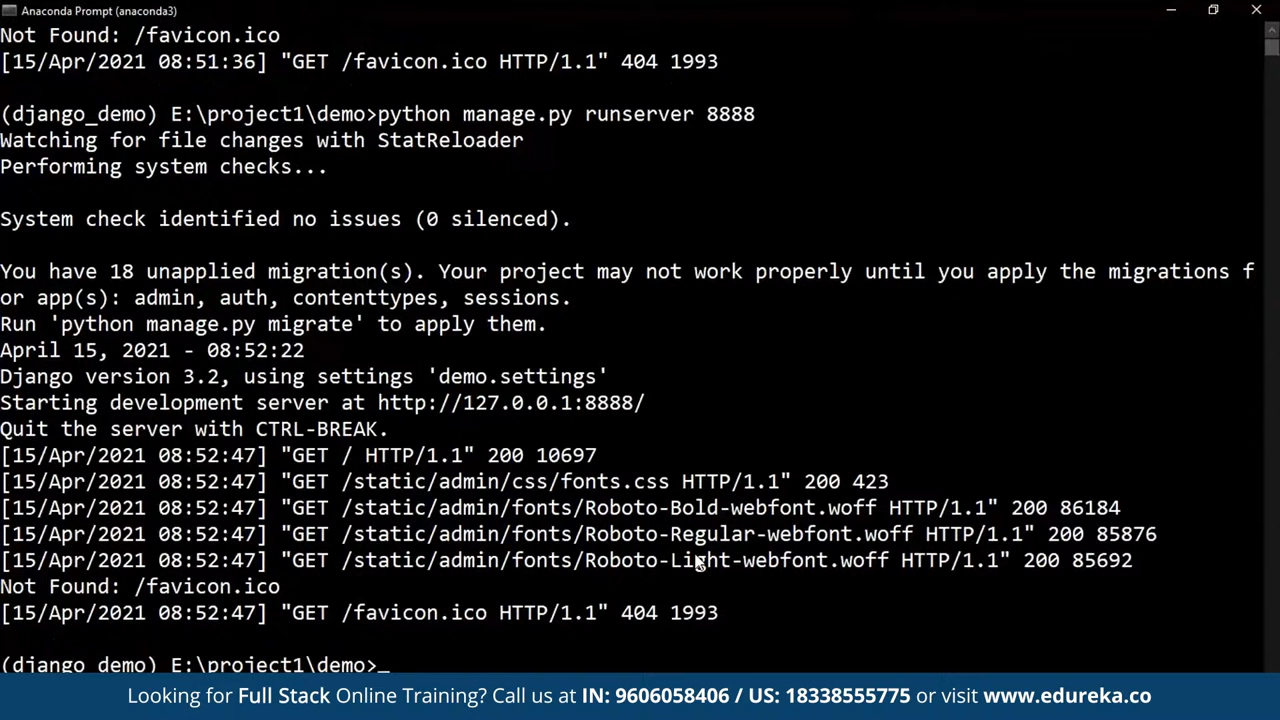 Anaconda Prompt (anaconda3)
Not Found: /favicon.ico
[15/Apr/2021 08:51:36] "GET /favicon.ico HTTP/1.1" 404 1993
(django_demo) E:\project1\demo>python manage.py runserver 8888
Watching for file changes with StatReloader
Performing system checks...
System check identified no issues (0 silenced).
You have 18 unapplied migration(s). Your project may not work properly until you apply the migrations f
or app(s): admin, auth, contenttypes, sessions.
Run 'python manage.py migrate' to apply them.
April 15, 2021 - 08:52:22
Django version 3.2, using settings 'demo.settings'
Starting development server at http://127.0.0.1:8888/
Quit the server with CTRL-BREAK.
[15/Apr/2021 08:52:47] "GET / HTTP/1.1" 200 10697
[15/Apr/2021 08:52:47] "GET /static/admin/css/fonts.css HTTP/1.1" 200 423
[15/Apr/2021 08:52:47] "GET /static/admin/fonts/Roboto-Bold-webfont.woff HTTP/1.1" 200 86184
[15/Apr/2021 08:52:47] "GET /static/admin/fonts/Roboto-Regular-webfont.woff HTTP/1.1" 200 85876
[15/Apr/2021 08:52:47] "GET /static/admin/fonts/Roboto-Light-webfont.woff HTTP/1.1" 200 85692
Not Found: /favicon.ico
[15/Apr/2021 08:52:47] "GET /favicon.ico HTTP/1.1" 404 1993
(django_demo) E:\project1\demo>_
Looking for Full Stack Online Training? Call us at IN: 9606058406 / US: 18338555775 or visit www.edureka.co